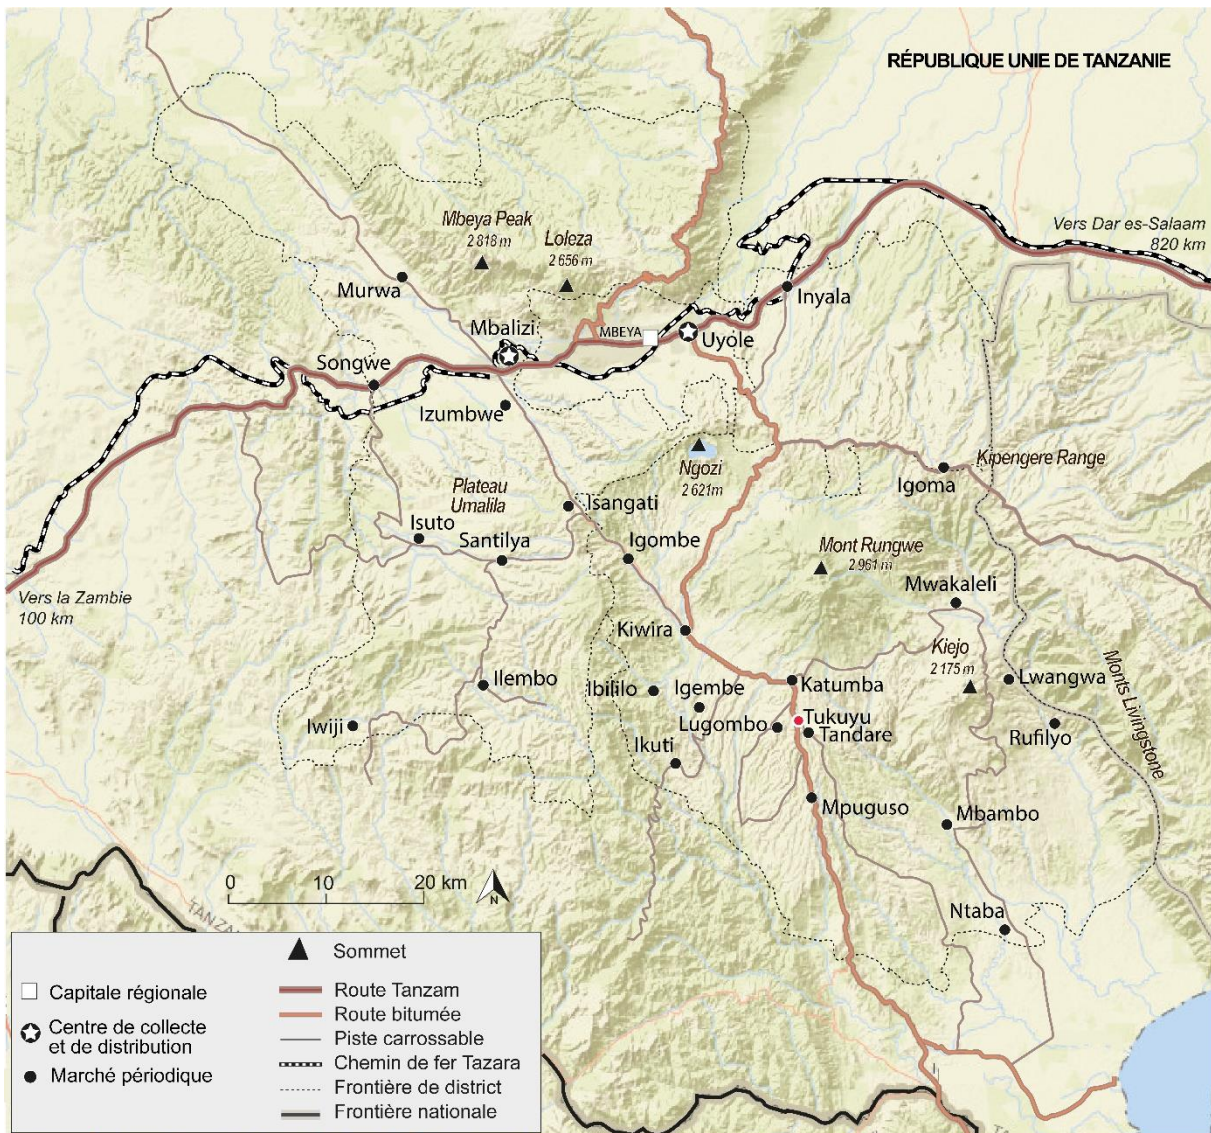 RÉPUBLIQUE UNIE DE TANZANIE
Mbeya Peak
2 818 m
Loleza
2 656 m
Vers Dar es-Salaam
820 km
Murwa
Inyala
Mbalizi
MBEYA
Uyole
Songwe
Izumbwe
Ngozi
2 621m
Kipengere Range
Igoma
Plateau
Umalila
Isangati
Isuto
Santilya
Igombe
Mont Rungwe
2 961 m
Mwakaleli
Vers la Zambie
100 km
Kiwira
Kiejo
2 175 m
Ilembo
Ibililo
Igembe
Katumba
Lwangwa
Monts Livingstone
Iwiji
Lugombo
Tukuyu
Tandare
Rufilyo
Ikuti
Mpuguso
Mbambo
0 10 20 km
N
Ntaba
Sommet
Capitale régionale
Route Tanzam
Route bitumée
Centre de collecte
et de distribution
Piste carrossable
Chemin de fer Tazara
Marché périodique
Frontière de district
Frontière nationale